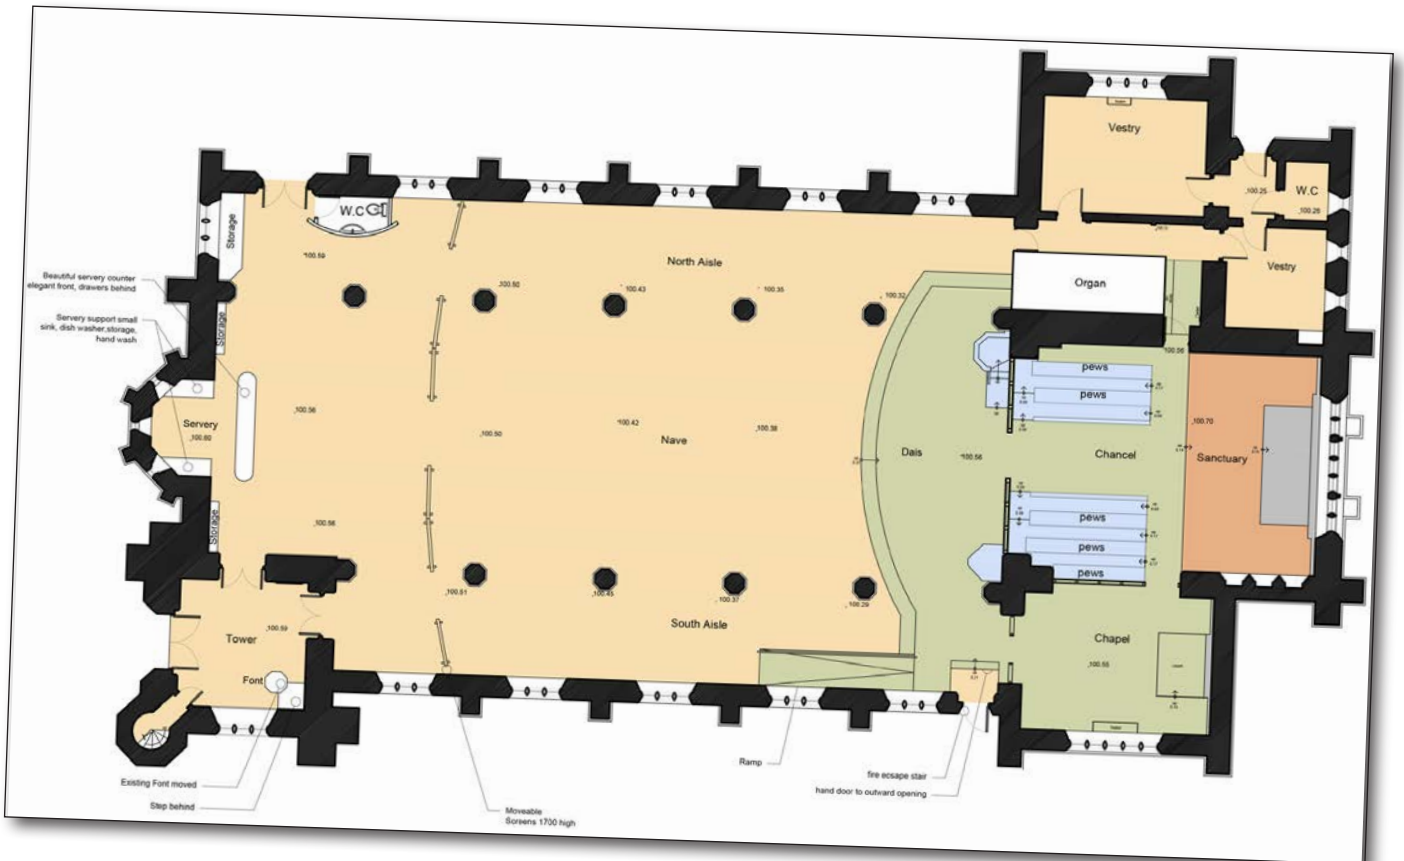 Vestry
100.25
W.C
100.26
Storage
W.C
100.59
North Aisle
Vestry
Organ
Beautiful servery counter
elegant front, drawers behind
Servery support small
sink, dish washer,storage,
hand wash
Storage
100.50
100.43
100.35
100.32
pews
pews
100.56
Servery
100.60
100.50
100.42
Nave
100.38
Dais
100.56
Chancel
100.70
Sanctuary
Storage
100.56
pews
pews
pews
100.51
100.45
100.37
100.29
South Aisle
Tower
100.59
Font
Chapel
100.55
Existing Font moved
Step behind
Moveable
Screens 1700 high
Ramp
fire ecsape stair
hand door to outward opening